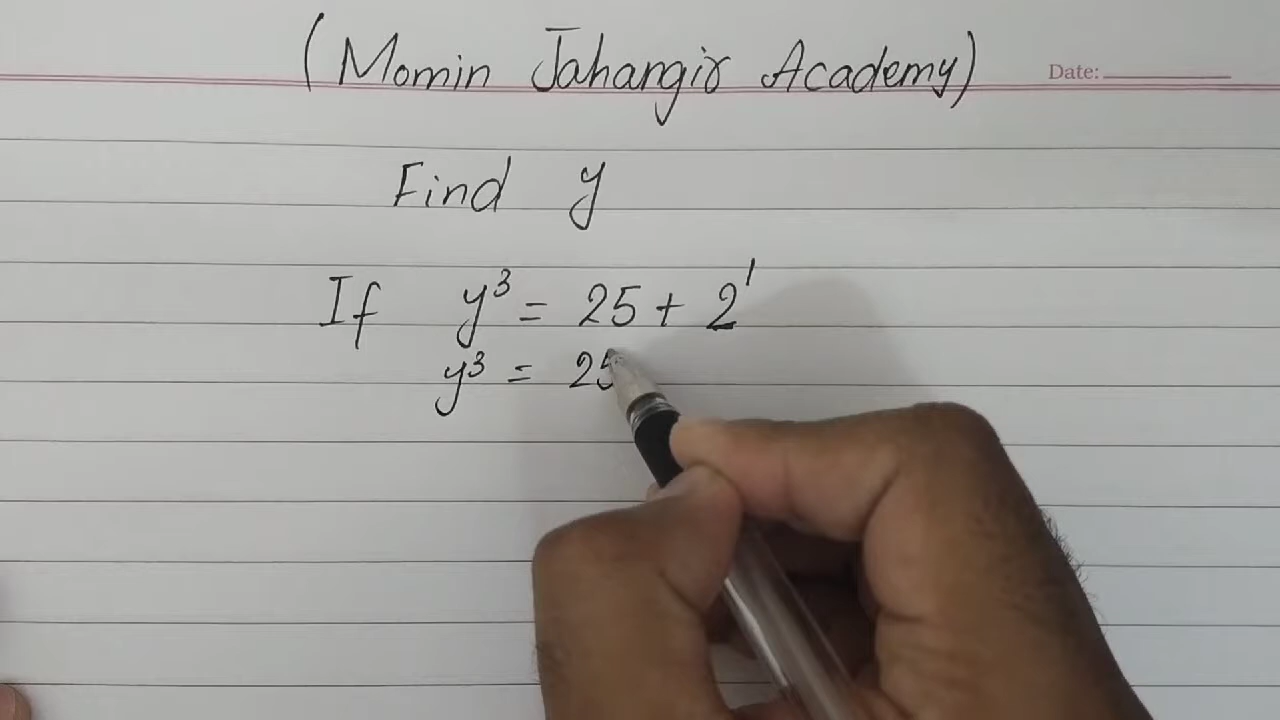 (Momin Jahangir Academy)
Date:
Find y
If y³ = 25 + 2¹
y³ = 25